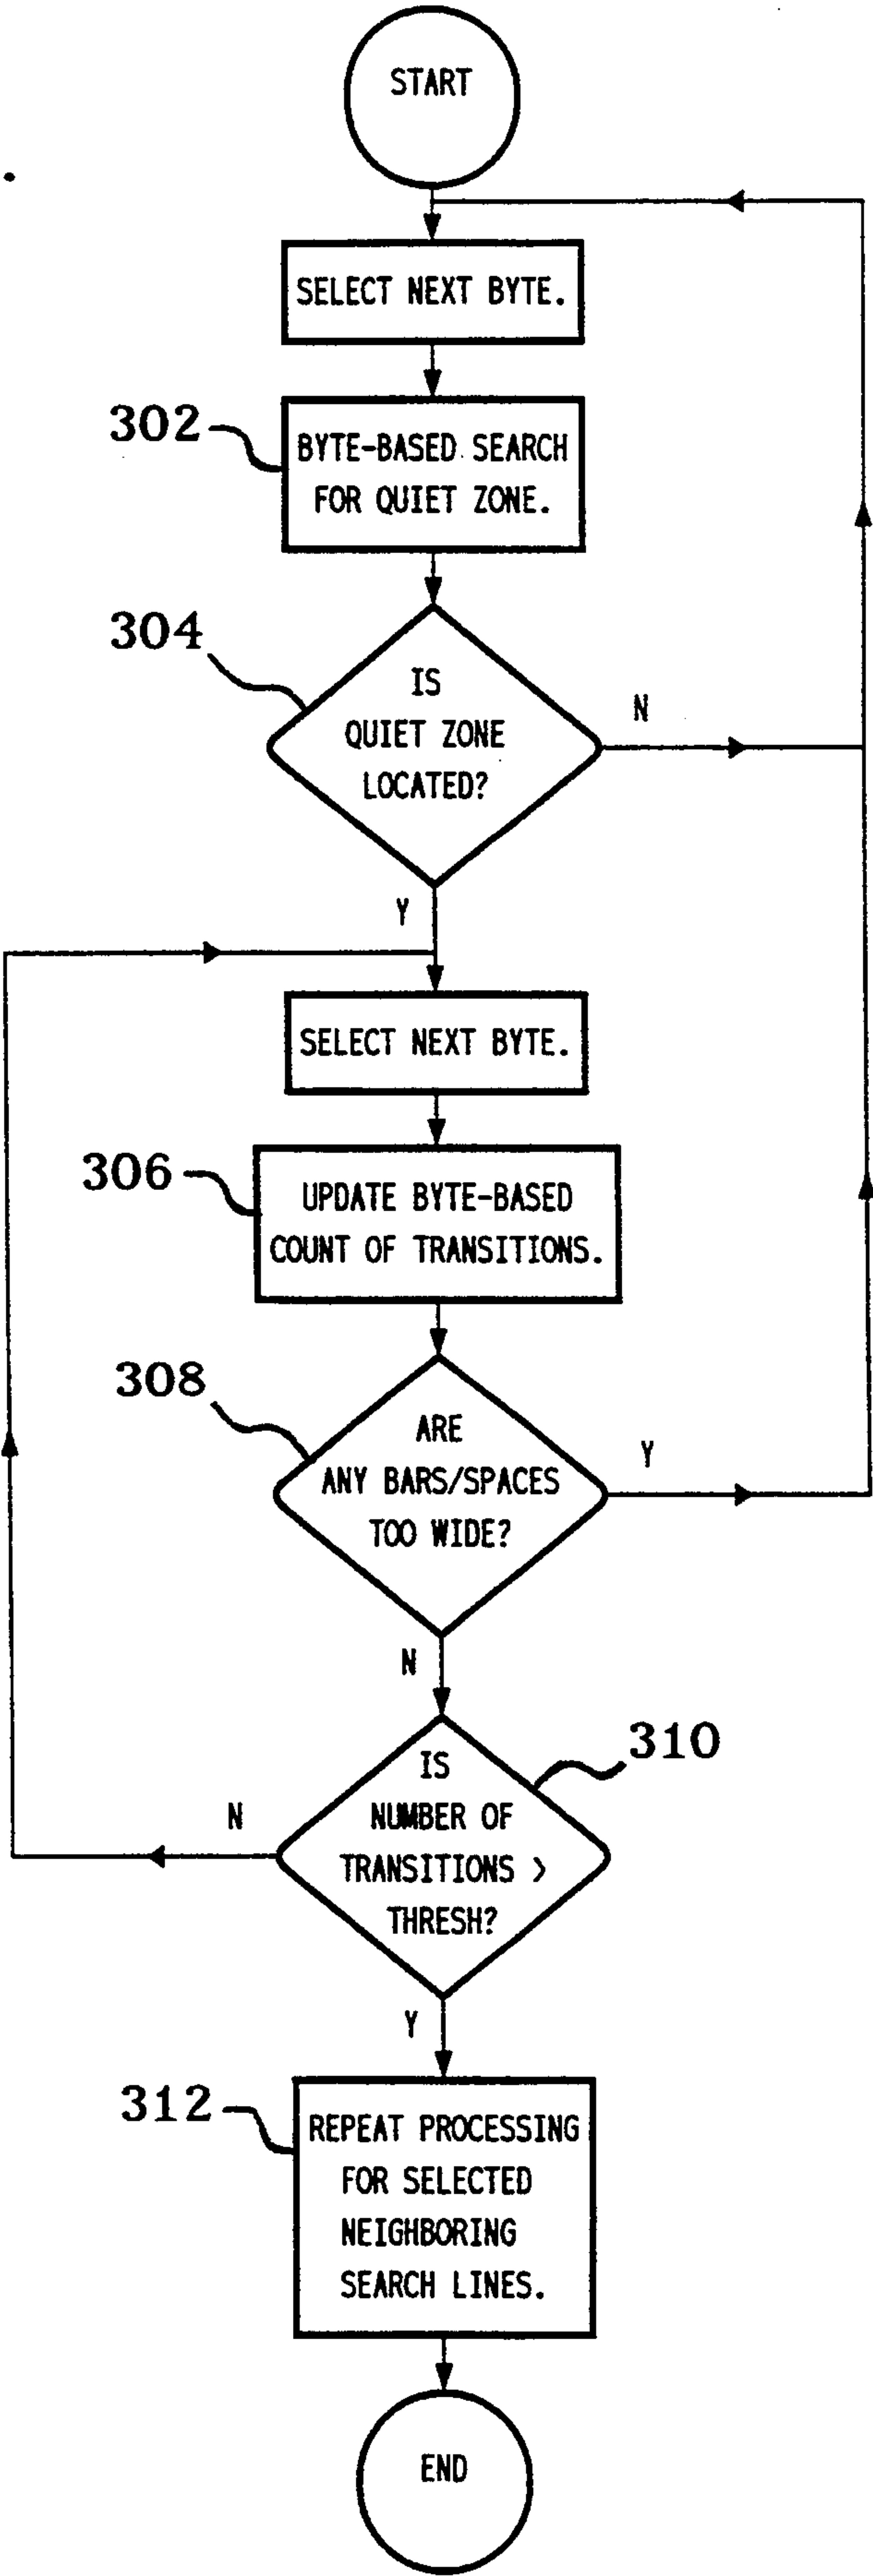 START
SELECT NEXT BYTE.
302
BYTE-BASED SEARCH
FOR QUIET ZONE.
304
IS
QUIET ZONE
LOCATED?
N
Y
SELECT NEXT BYTE.
306
UPDATE BYTE-BASED
COUNT OF TRANSITIONS.
308
ARE
ANY BARS/SPACES
TOO WIDE?
Y
N
310
IS
NUMBER OF
TRANSITIONS >
THRESH?
N
Y
312
REPEAT PROCESSING
FOR SELECTED
NEIGHBORING
SEARCH LINES.
END